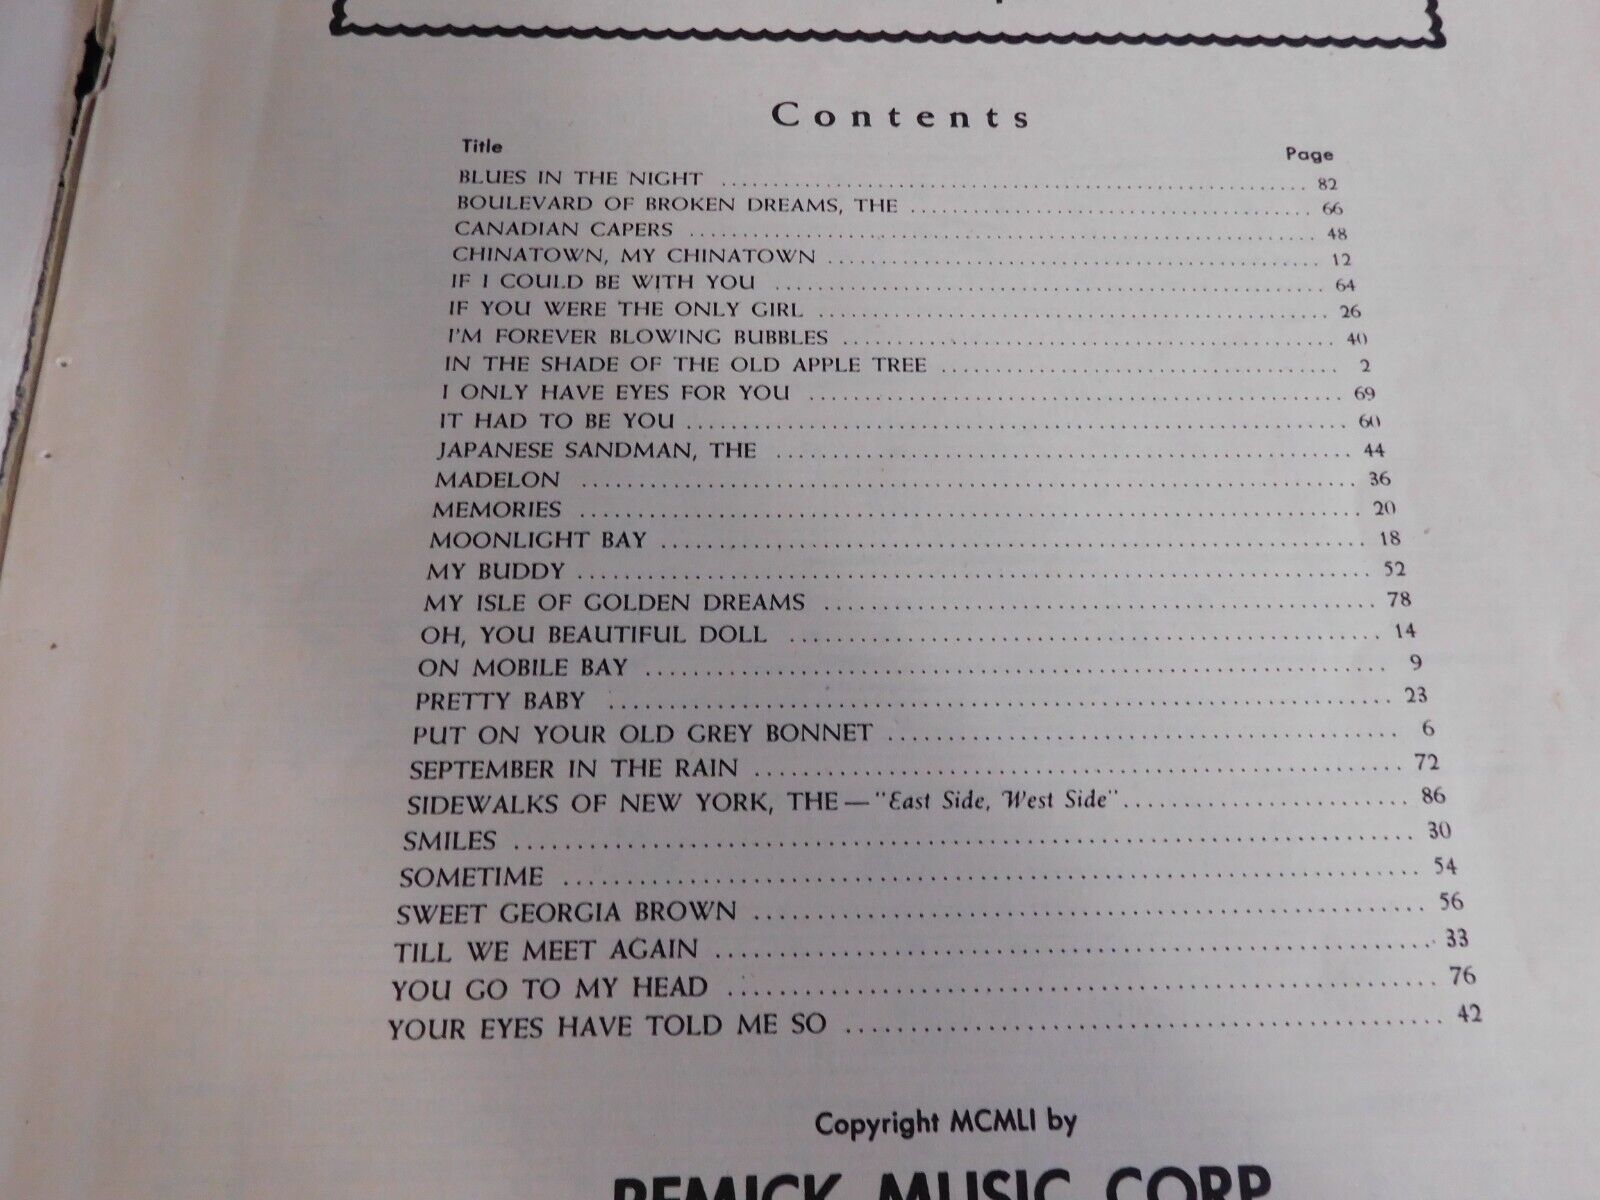 Contents
Title Page
BLUES IN THE NIGHT ........ 82
BOULEVARD OF BROKEN DREAMS, THE ........ 66
CANADIAN CAPERS ........ 48
CHINATOWN, MY CHINATOWN ........ 12
IF I COULD BE WITH YOU ........ 64
IF YOU WERE THE ONLY GIRL ........ 26
I'M FOREVER BLOWING BUBBLES ........ 40
IN THE SHADE OF THE OLD APPLE TREE ........ 2
I ONLY HAVE EYES FOR YOU ........ 69
IT HAD TO BE YOU ........ 60
JAPANESE SANDMAN, THE ........ 44
MADELON ........ 36
MEMORIES ........ 20
MOONLIGHT BAY ........ 18
MY BUDDY ........ 52
MY ISLE OF GOLDEN DREAMS ........ 78
OH, YOU BEAUTIFUL DOLL ........ 14
ON MOBILE BAY ........ 9
PRETTY BABY ........ 23
PUT ON YOUR OLD GREY BONNET ........ 6
SEPTEMBER IN THE RAIN ........ 72
SIDEWALKS OF NEW YORK, THE — "East Side, West Side" ........ 86
SMILES ........ 30
SOMETIME ........ 54
SWEET GEORGIA BROWN ........ 56
TILL WE MEET AGAIN ........ 33
YOU GO TO MY HEAD ........ 76
YOUR EYES HAVE TOLD ME SO ........ 42
Copyright MCMLI by
REMICK MUSIC CORP